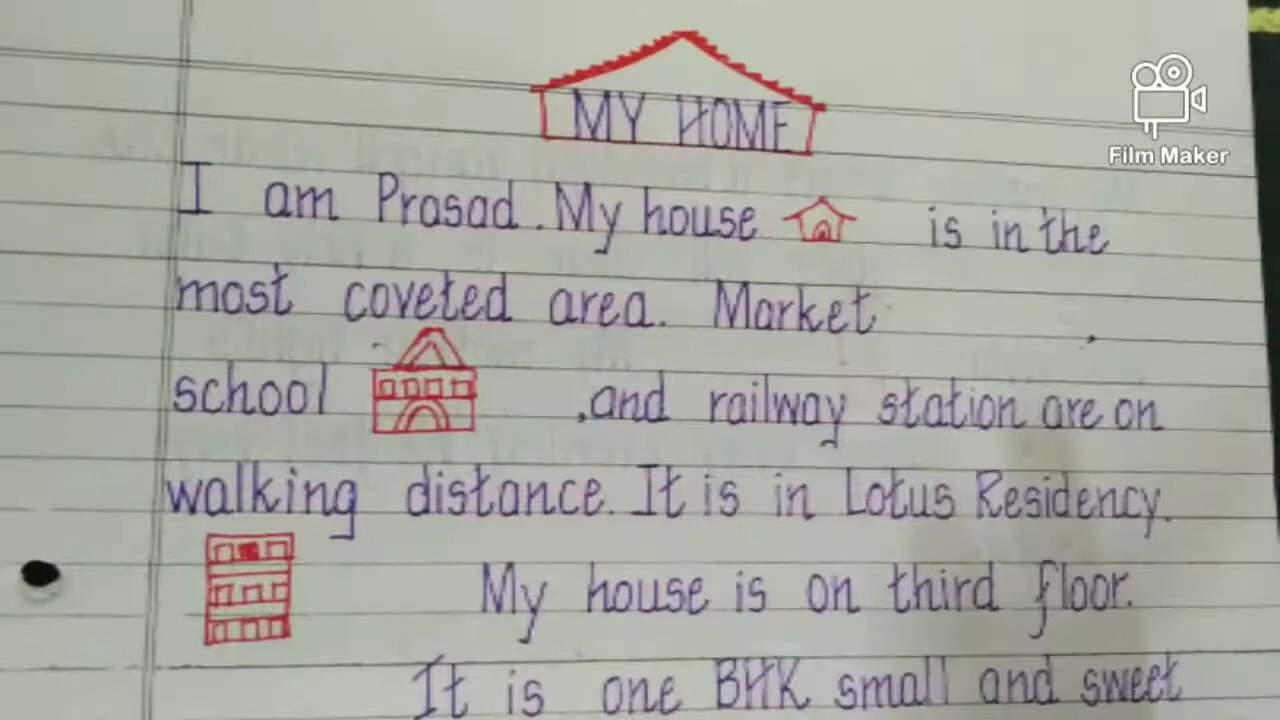 MY HOME
Film Maker
I am Prasad. My house is in the
most coveted area. Market
school ,and railway station are on
walking distance. It is in Lotus Residency.
My house is on third floor.
It is one BHK small and sweet